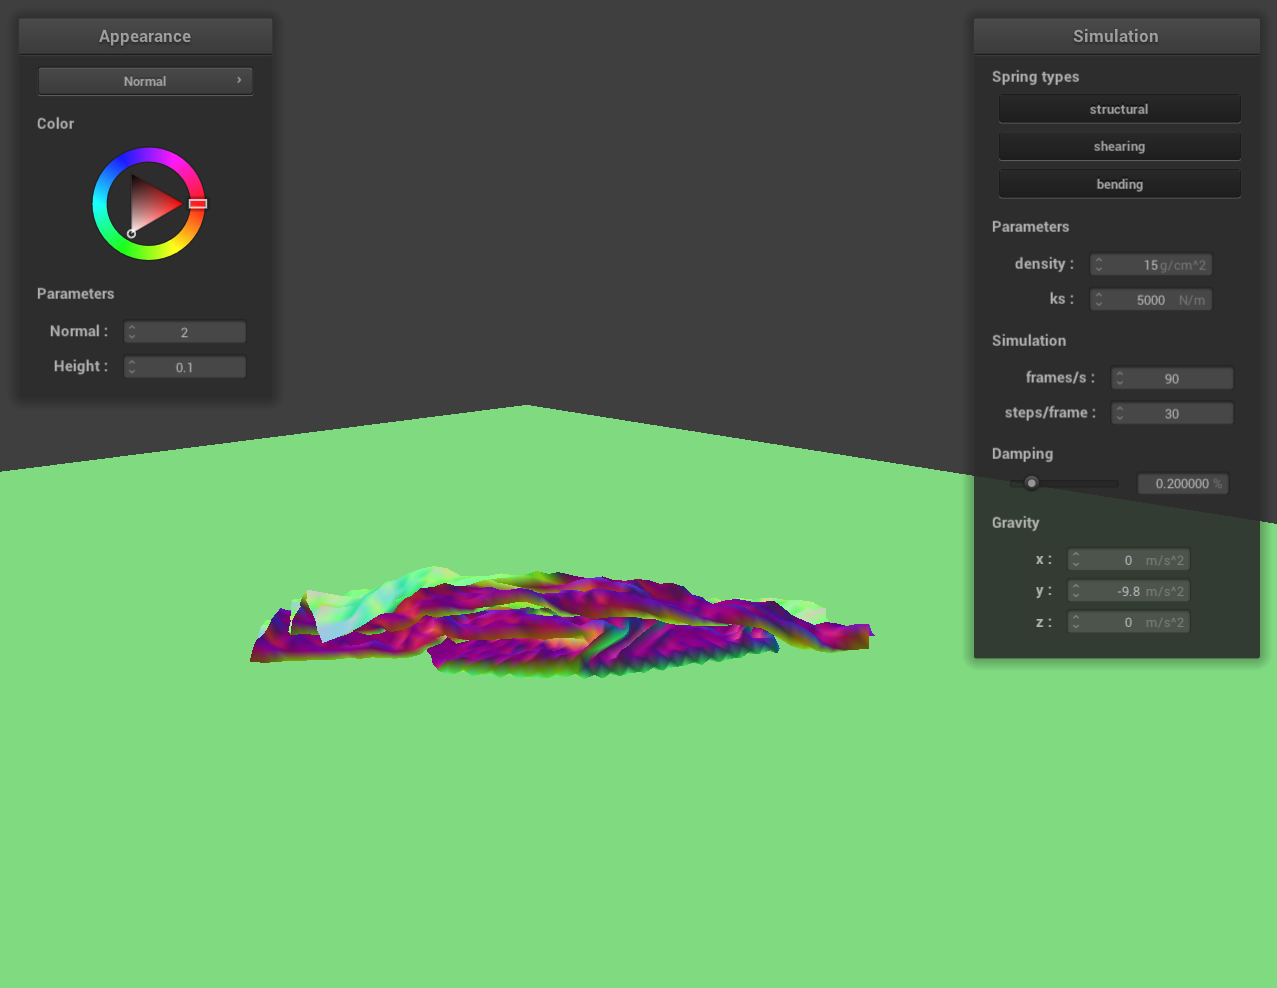 Appearance
Normal
Color
Parameters
Normal : 2
Height : 0.1
Simulation
Spring types
structural
shearing
bending
Parameters
density : 15 g/cm^2
ks : 5000 N/m
Simulation
frames/s : 90
steps/frame : 30
Damping
0.200000 %
Gravity
x : 0 m/s^2
y : -9.8 m/s^2
z : 0 m/s^2